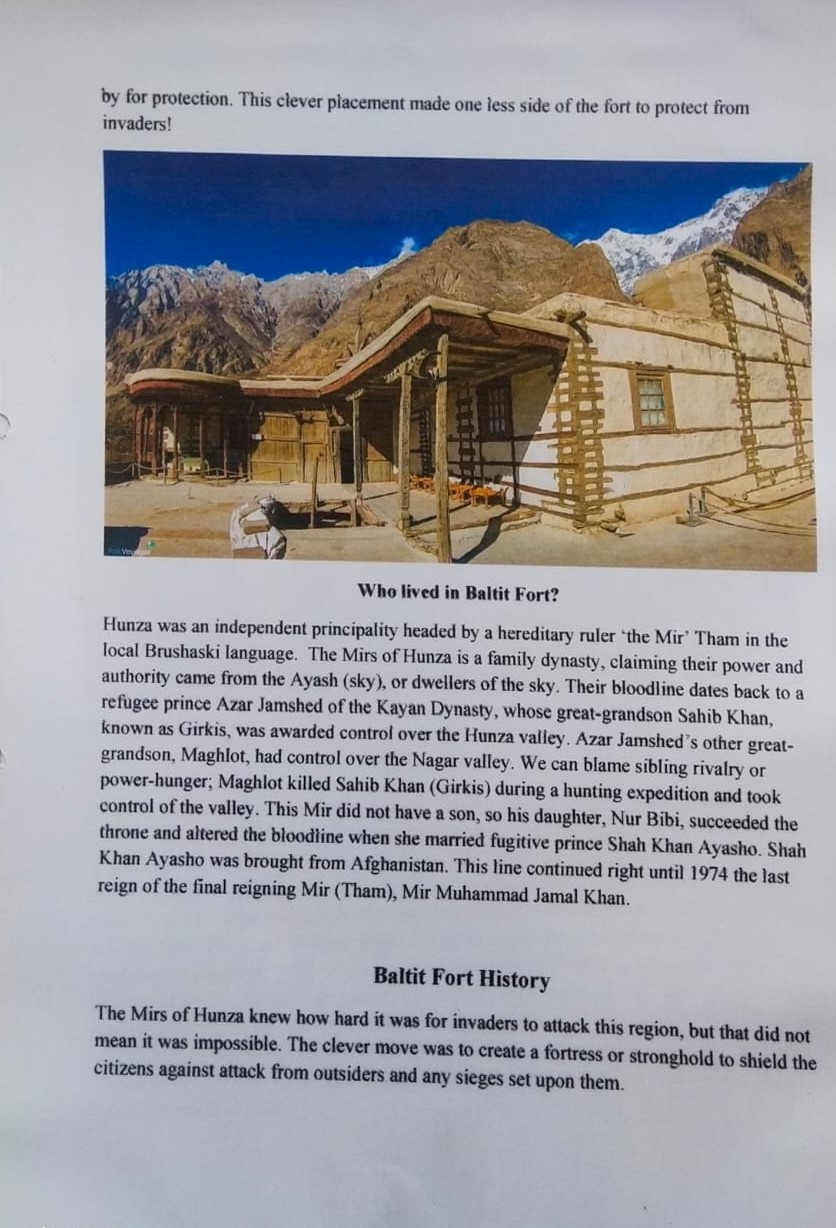 by for protection. This clever placement made one less side of the fort to protect from
invaders!
Who lived in Baltit Fort?
Hunza was an independent principality headed by a hereditary ruler ‘the Mir’ Tham in the
local Brushaski language. The Mirs of Hunza is a family dynasty, claiming their power and
authority came from the Ayash (sky), or dwellers of the sky. Their bloodline dates back to a
refugee prince Azar Jamshed of the Kayan Dynasty, whose great-grandson Sahib Khan,
known as Girkis, was awarded control over the Hunza valley. Azar Jamshed’s other great-
grandson, Maghlot, had control over the Nagar valley. We can blame sibling rivalry or
power-hunger; Maghlot killed Sahib Khan (Girkis) during a hunting expedition and took
control of the valley. This Mir did not have a son, so his daughter, Nur Bibi, succeeded the
throne and altered the bloodline when she married fugitive prince Shah Khan Ayasho. Shah
Khan Ayasho was brought from Afghanistan. This line continued right until 1974 the last
reign of the final reigning Mir (Tham), Mir Muhammad Jamal Khan.
Baltit Fort History
The Mirs of Hunza knew how hard it was for invaders to attack this region, but that did not
mean it was impossible. The clever move was to create a fortress or stronghold to shield the
citizens against attack from outsiders and any sieges set upon them.